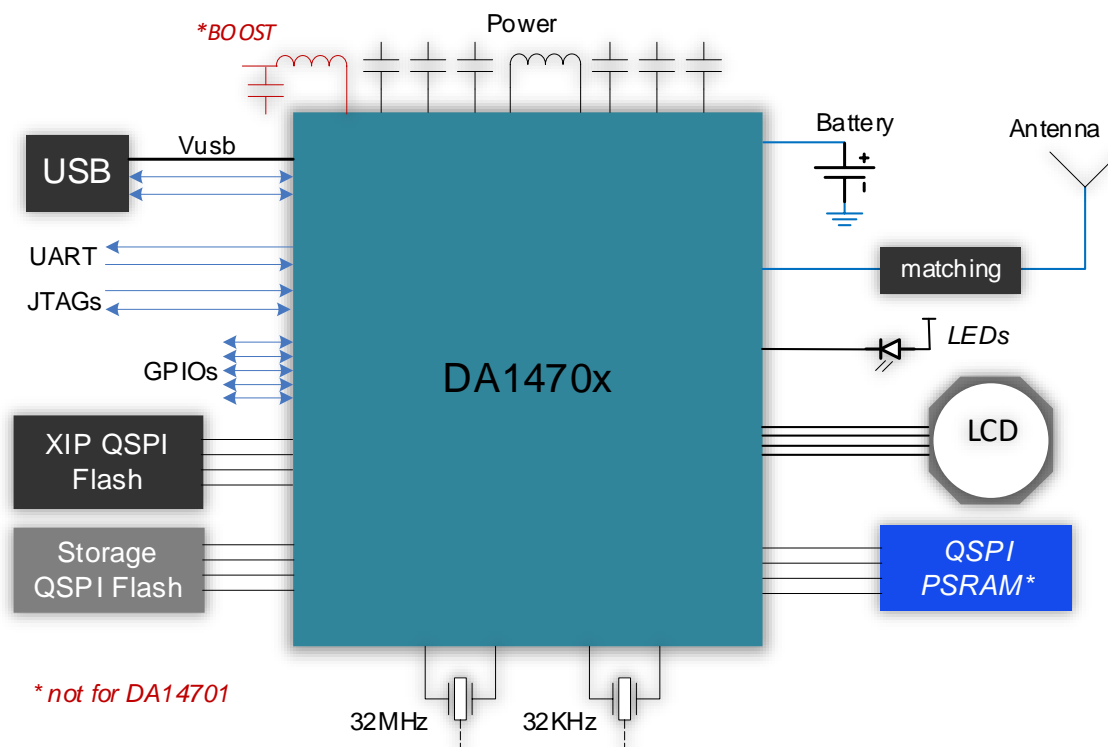 *BOOST
Power
USB
Vusb
Battery
Antenna
UART
matching
JTAGs
LEDs
GPIOs
DA1470x
XIP QSPI
Flash
LCD
Storage
QSPI Flash
QSPI
PSRAM*
* not for DA14701
32MHz
32KHz